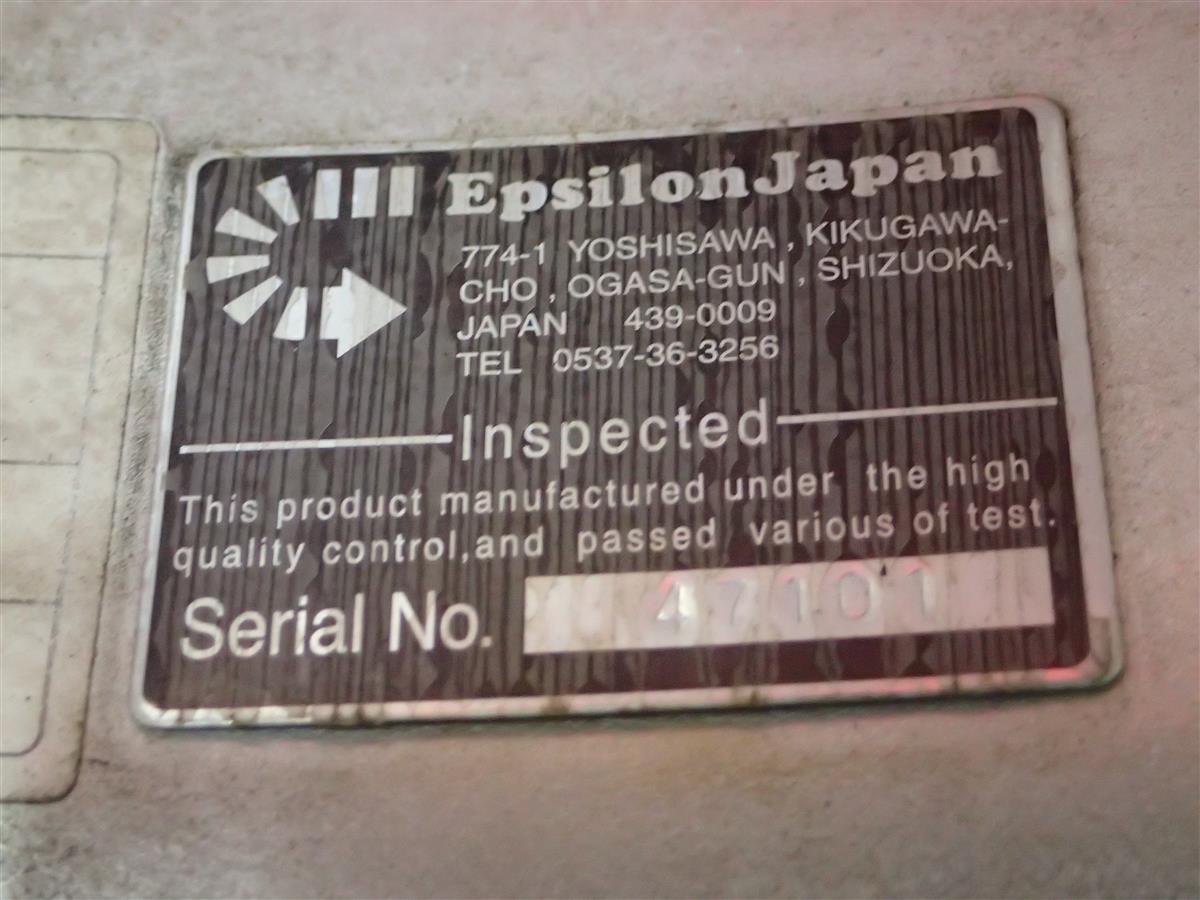 EpsilonJapan
774-1 YOSHISAWA , KIKUGAWA-
CHO , OGASA-GUN , SHIZUOKA,
JAPAN 439-0009
TEL 0537-36-3256
Inspected
This product manufactured under the high
quality control,and passed various of test.
Serial No. 47101